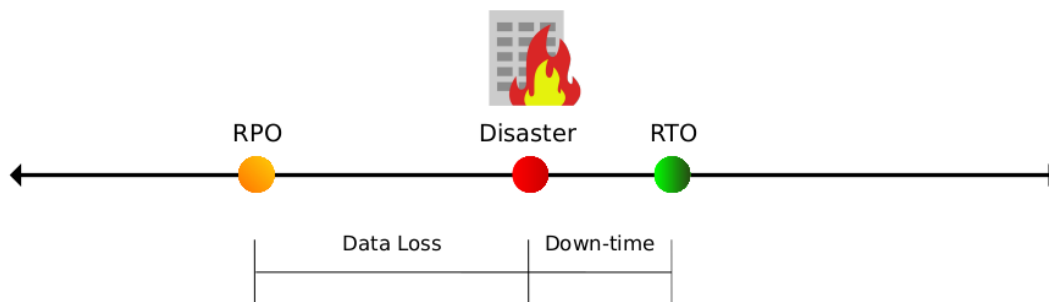 RPO
Disaster
RTO
Data Loss
Down-time